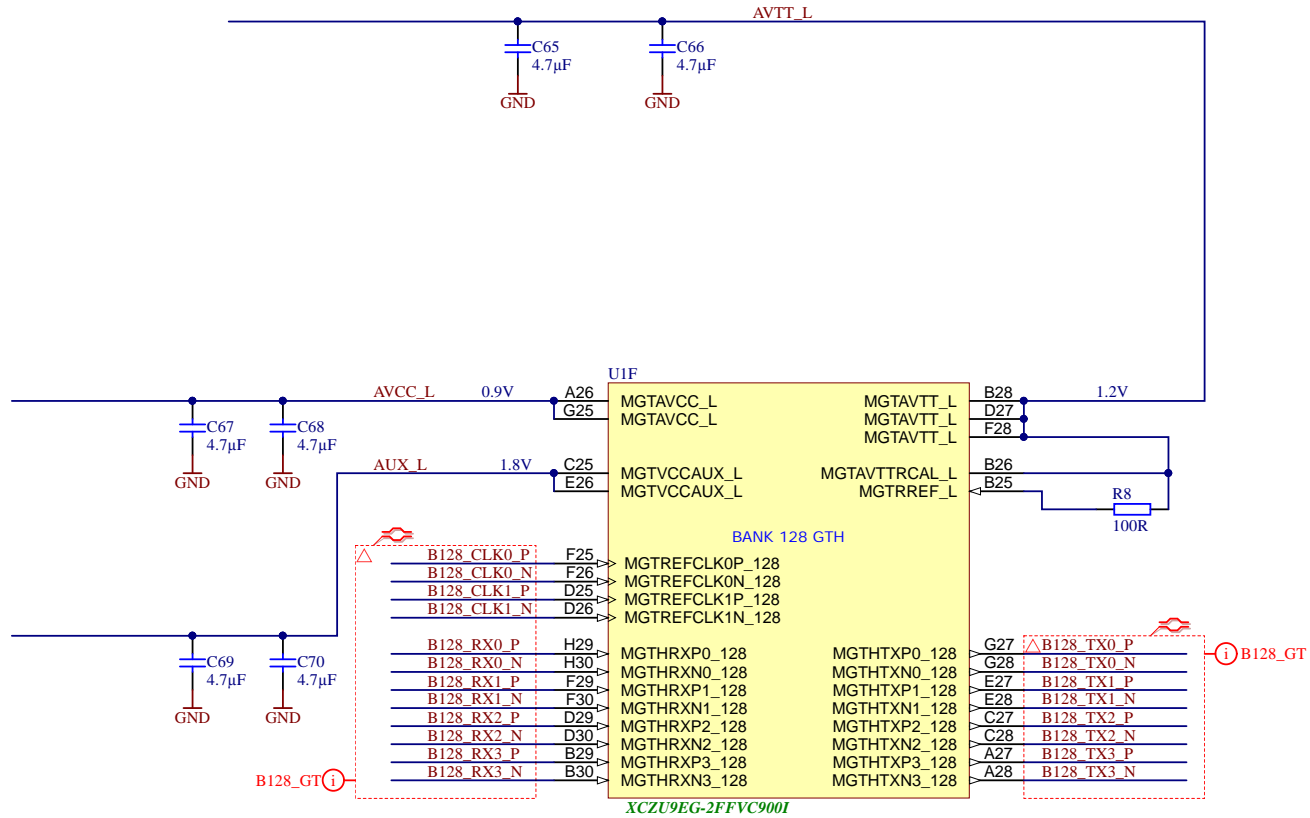 AVTT_L
C65
4.7µF
GND
C66
4.7µF
GND
U1F
AVCC_L 0.9V
A26 MGTAVCC_L
G25 MGTAVCC_L
C67
4.7µF
GND
C68
4.7µF
GND
AUX_L 1.8V
C25 MGTVCCAUX_L
E26 MGTVCCAUX_L
MGTAVTT_L B28 1.2V
MGTAVTT_L D27
MGTAVTT_L F28
MGTAVTTRCAL_L B26
MGTRREF_L B25
R8
100R
BANK 128 GTH
B128_CLK0_P F25 MGTREFCLK0P_128
B128_CLK0_N F26 MGTREFCLK0N_128
B128_CLK1_P D25 MGTREFCLK1P_128
B128_CLK1_N D26 MGTREFCLK1N_128
C69
4.7µF
GND
C70
4.7µF
GND
B128_RX0_P H29 MGTHRXP0_128
B128_RX0_N H30 MGTHRXN0_128
B128_RX1_P F29 MGTHRXP1_128
B128_RX1_N F30 MGTHRXN1_128
B128_RX2_P D29 MGTHRXP2_128
B128_RX2_N D30 MGTHRXN2_128
B128_RX3_P B29 MGTHRXP3_128
B128_RX3_N B30 MGTHRXN3_128
B128_GT i
MGTHTXP0_128 G27 B128_TX0_P
MGTHTXN0_128 G28 B128_TX0_N
MGTHTXP1_128 E27 B128_TX1_P
MGTHTXN1_128 E28 B128_TX1_N
MGTHTXP2_128 C27 B128_TX2_P
MGTHTXN2_128 C28 B128_TX2_N
MGTHTXP3_128 A27 B128_TX3_P
MGTHTXN3_128 A28 B128_TX3_N
i B128_GT
XCZU9EG-2FFVC900I